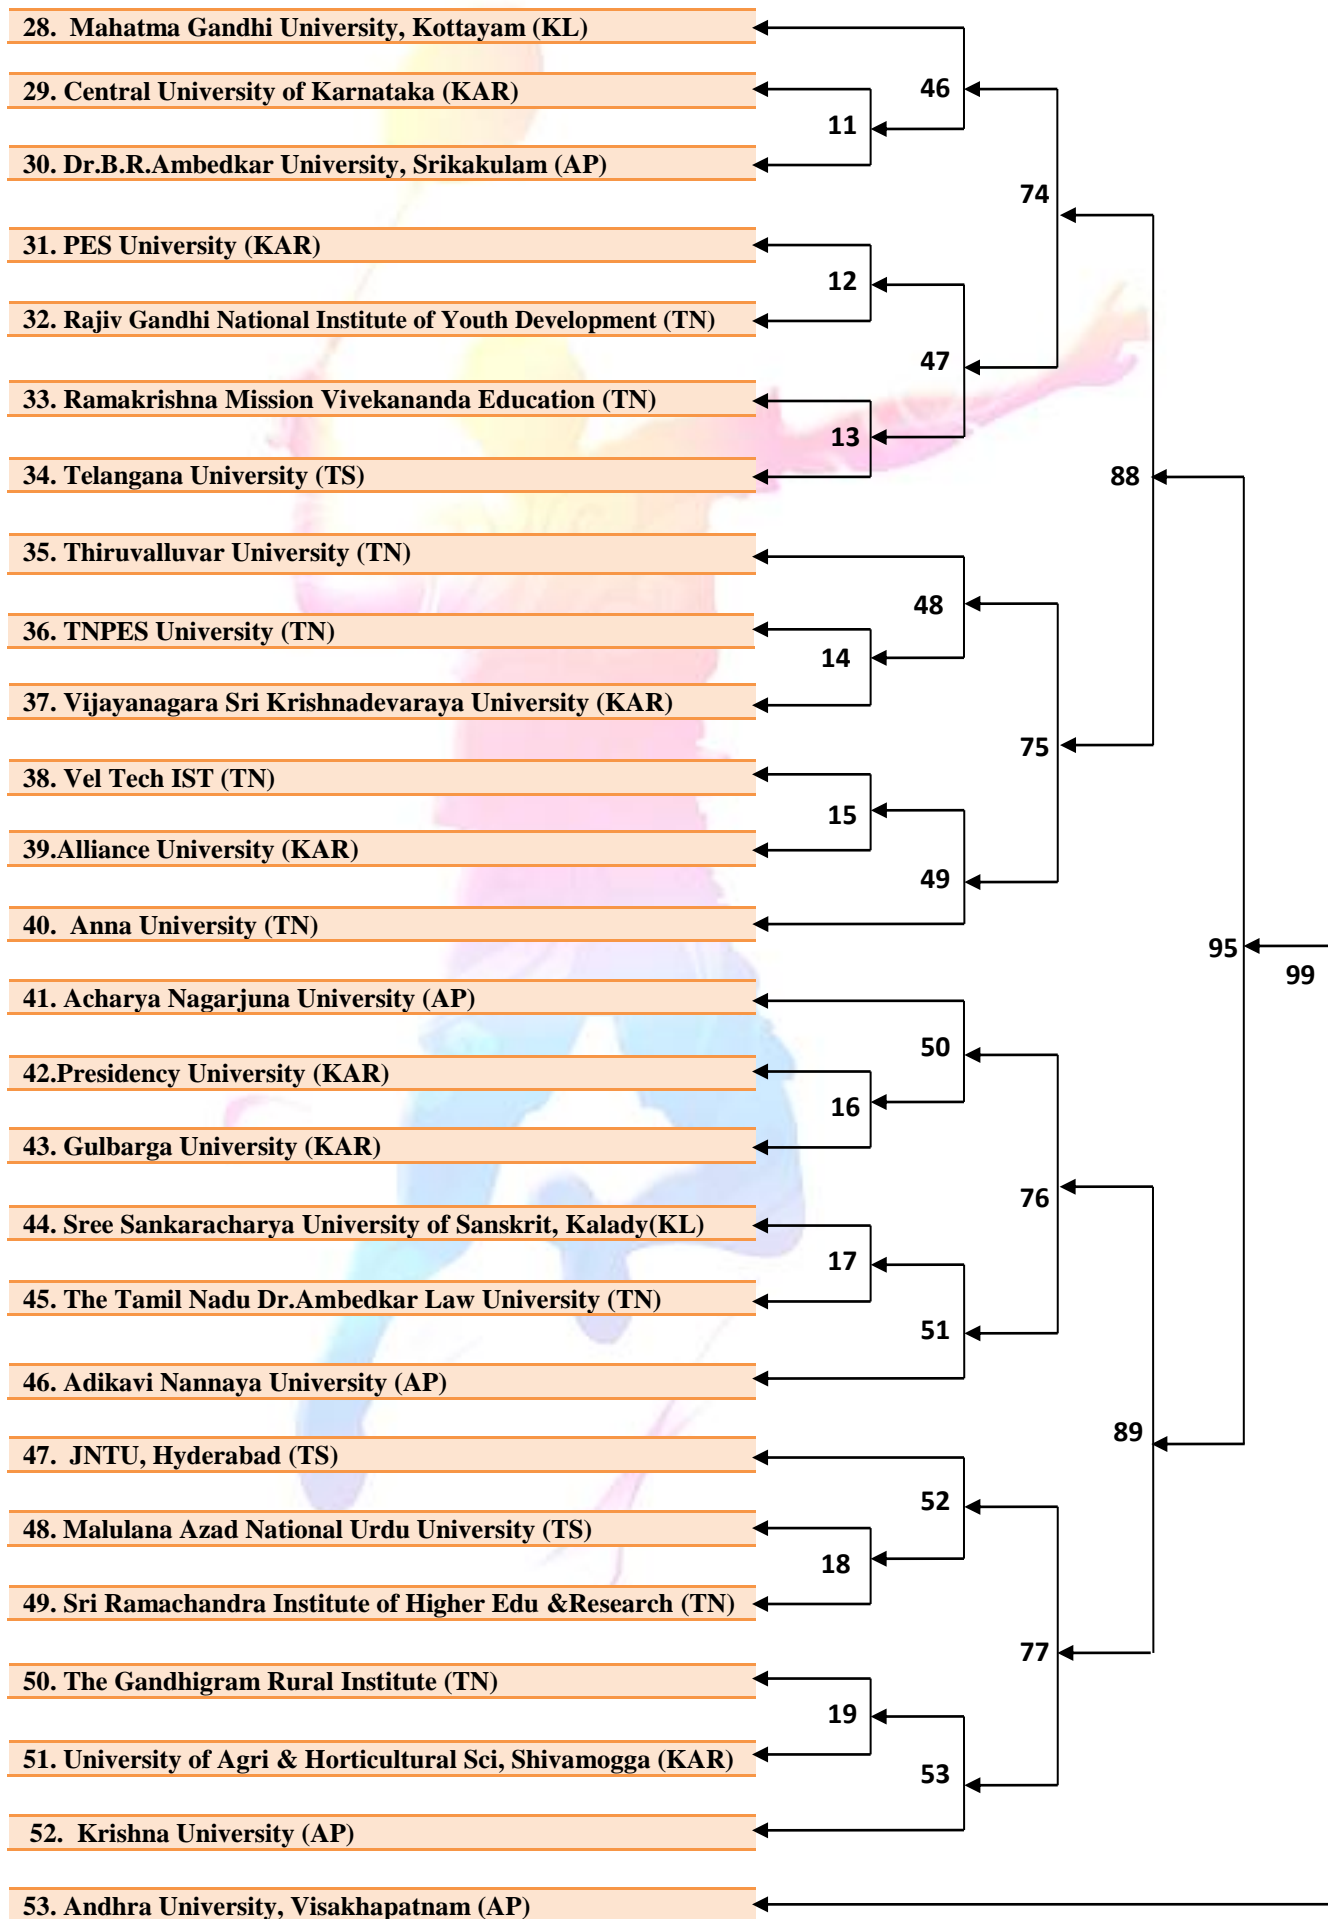 28. Mahatma Gandhi University, Kottayam (KL)
46
29. Central University of Karnataka (KAR)
11
30. Dr.B.R.Ambedkar University, Srikakulam (AP)
74
31. PES University (KAR)
12
32. Rajiv Gandhi National Institute of Youth Development (TN)
47
33. Ramakrishna Mission Vivekananda Education (TN)
13
34. Telangana University (TS)
88
35. Thiruvalluvar University (TN)
48
36. TNPES University (TN)
14
37. Vijayanagara Sri Krishnadevaraya University (KAR)
75
38. Vel Tech IST (TN)
15
39.Alliance University (KAR)
49
40. Anna University (TN)
95
99
41. Acharya Nagarjuna University (AP)
50
42.Presidency University (KAR)
16
43. Gulbarga University (KAR)
76
44. Sree Sankaracharya University of Sanskrit, Kalady(KL)
17
45. The Tamil Nadu Dr.Ambedkar Law University (TN)
51
46. Adikavi Nannaya University (AP)
89
47. JNTU, Hyderabad (TS)
52
48. Malulana Azad National Urdu University (TS)
18
49. Sri Ramachandra Institute of Higher Edu &Research (TN)
77
50. The Gandhigram Rural Institute (TN)
19
51. University of Agri & Horticultural Sci, Shivamogga (KAR)
53
52. Krishna University (AP)
53. Andhra University, Visakhapatnam (AP)